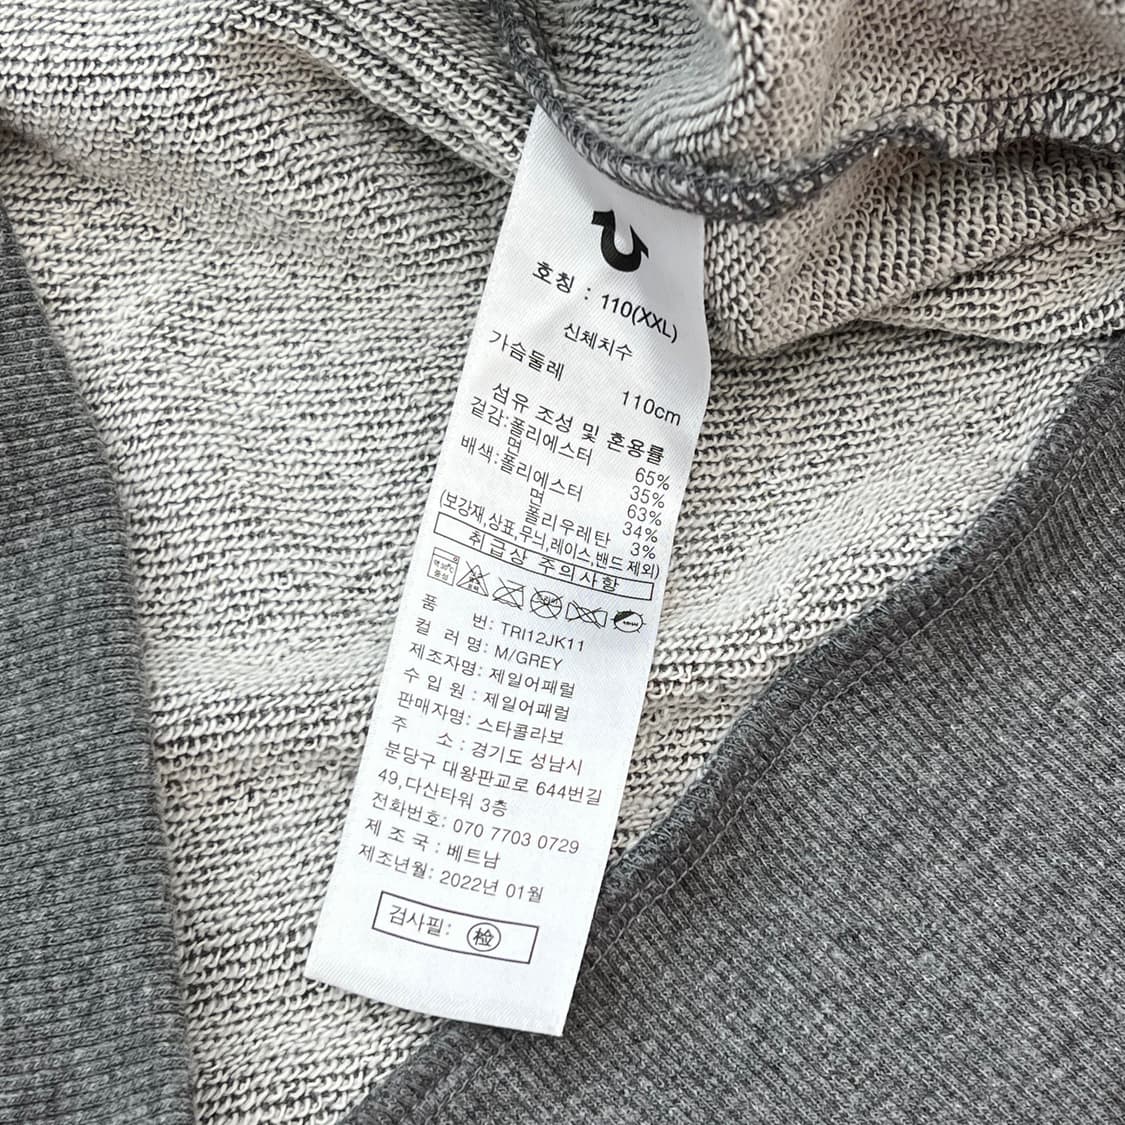 호칭 : 110(XXL)
신체치수
가슴둘레 110cm
섬유 조성 및 혼용률
겉감:폴리에스터 65%
면 35%
배색:폴리에스터 63%
면 34%
폴리우레탄 3%
(보강재,상표,무늬,레이스,밴드 제외)
취급상 주의사항
품 번: TRI12JK11
컬 러 명: M/GREY
제조자명: 제일어패럴
수 입 원 : 제일어패럴
판매자명: 스타콜라보
주 소 : 경기도 성남시
분당구 대왕판교로 644번길
49,다산타워 3층
전화번호: 070 7703 0729
제 조 국 : 베트남
제조년월: 2022년 01월
검사필: 检